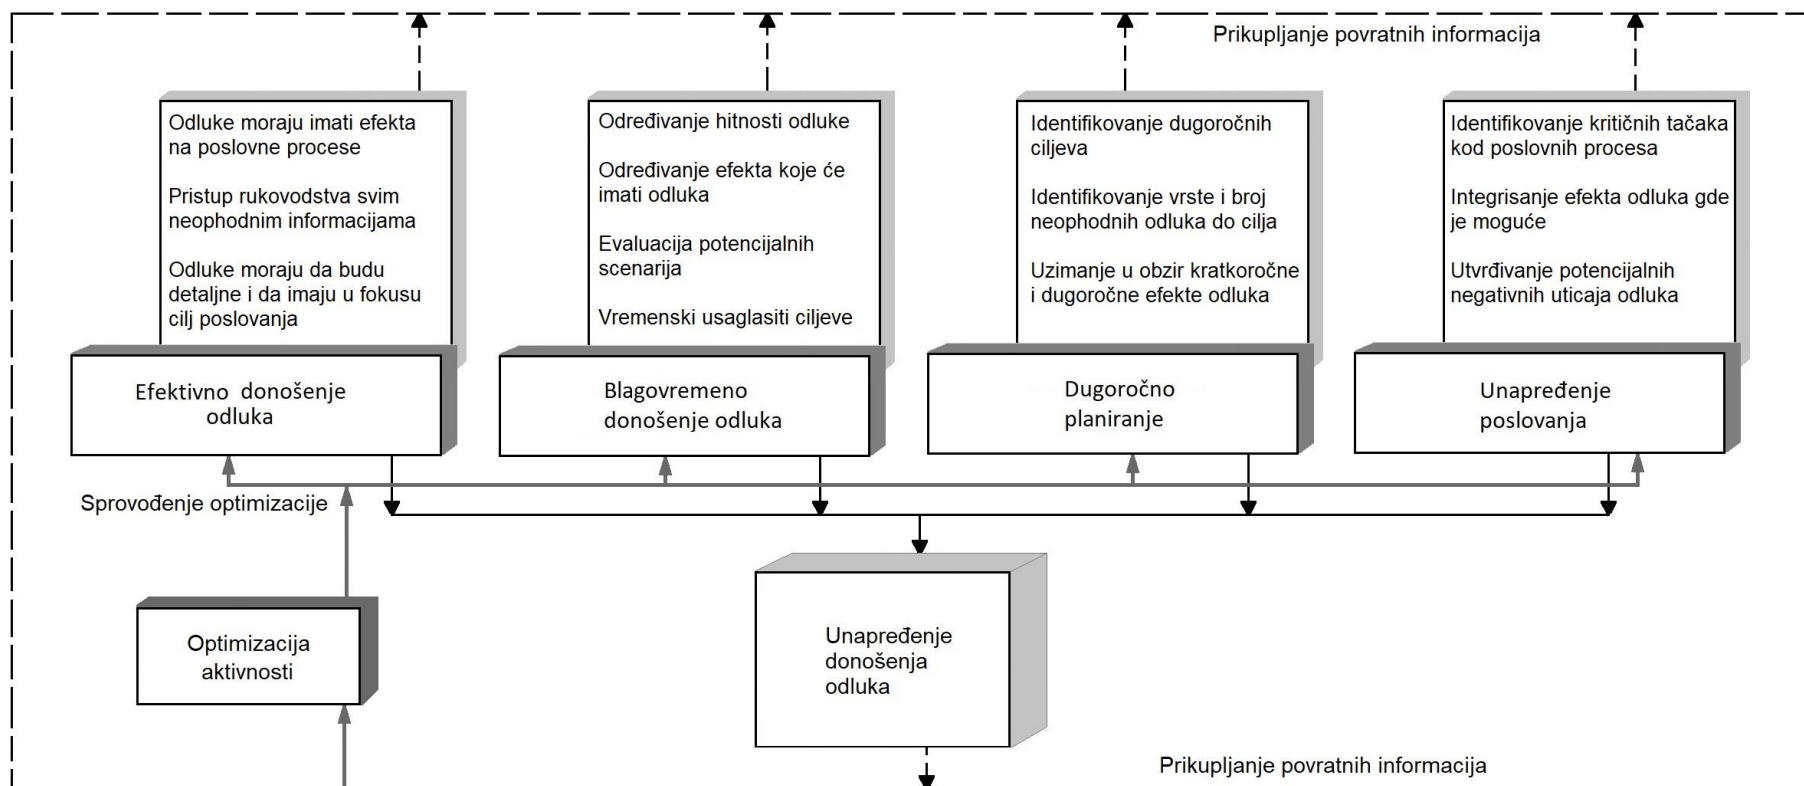 Prikupljanje povratnih informacija
Odluke moraju imati efekta
na poslovne procese
Pristup rukovodstva svim
neophodnim informacijama
Odluke moraju da budu
detaljne i da imaju u fokusu
cilj poslovanja
Efektivno donošenje
odluka
Određivanje hitnosti odluke
Određivanje efekta koje će
imati odluka
Evaluacija potencijalnih
scenarija
Vremenski usaglasiti ciljeve
Blagovremeno
donošenje odluka
Identifikovanje dugoročnih
ciljeva
Identifikovanje vrste i broj
neophodnih odluka do cilja
Uzimanje u obzir kratkoročne
i dugoročne efekte odluka
Dugoročno
planiranje
Identifikovanje kritičnih tačaka
kod poslovnih procesa
Integrisanje efekta odluka gde
je moguće
Utvrđivanje potencijalnih
negativnih uticaja odluka
Unapređenje
poslovanja
Sprovođenje optimizacije
Optimizacija
aktivnosti
Unapređenje
donošenja
odluka
Prikupljanje povratnih informacija